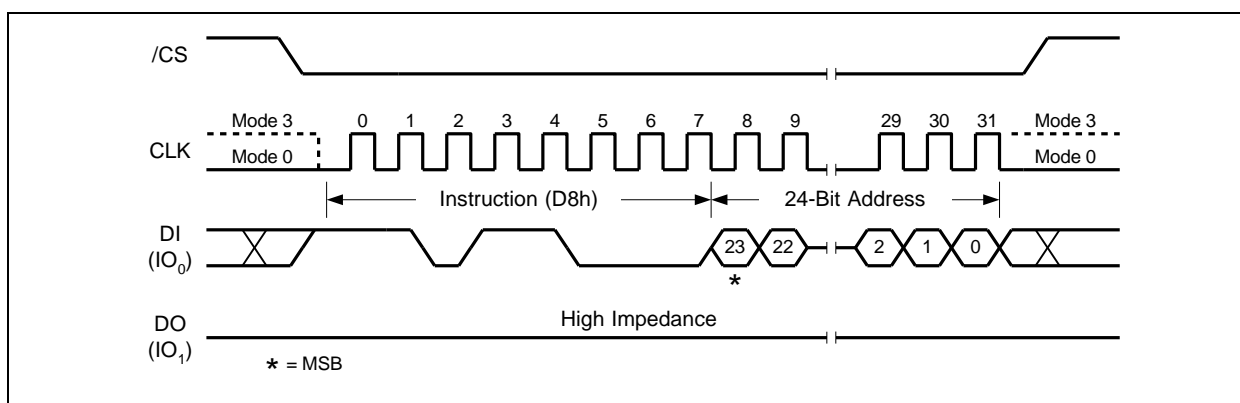 /CS
Mode 3 0 1 2 3 4 5 6 7 8 9 29 30 31 Mode 3
CLK
Mode 0 Mode 0
Instruction (D8h) 24-Bit Address
DI
(IO₀)
23 22 2 1 0
*
High Impedance
DO
(IO₁)
* = MSB